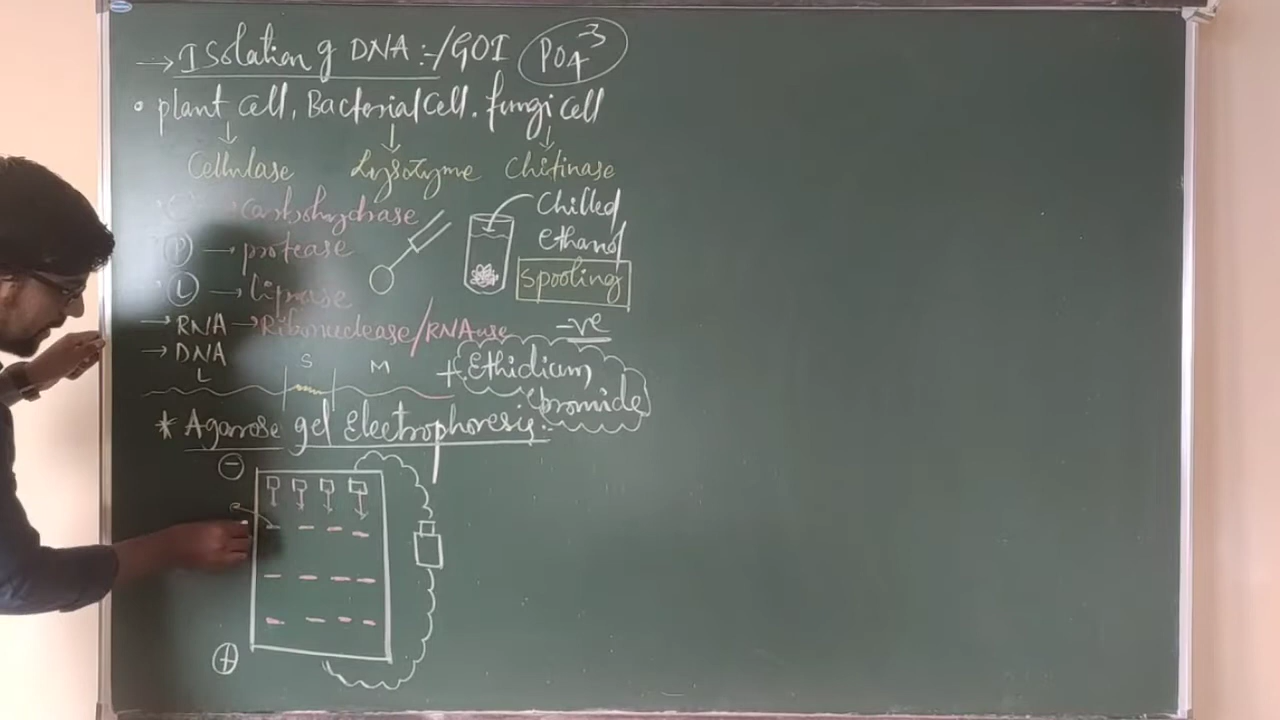 → Isolation of DNA :-/GOI PO4 3
• plant cell, Bacterial Cell. fungi cell
Cellulase Lysozyme Chitinase
→ Carbohydrase
Chilled
(P) → protease
ethanol
(L) → lipase
spooling
→ RNA → Ribonuclease/RNAase
-ve
→ DNA
L S M
+ Ethidium
bromide
* Agarose gel Electrophoresis:-
⊖
⊕